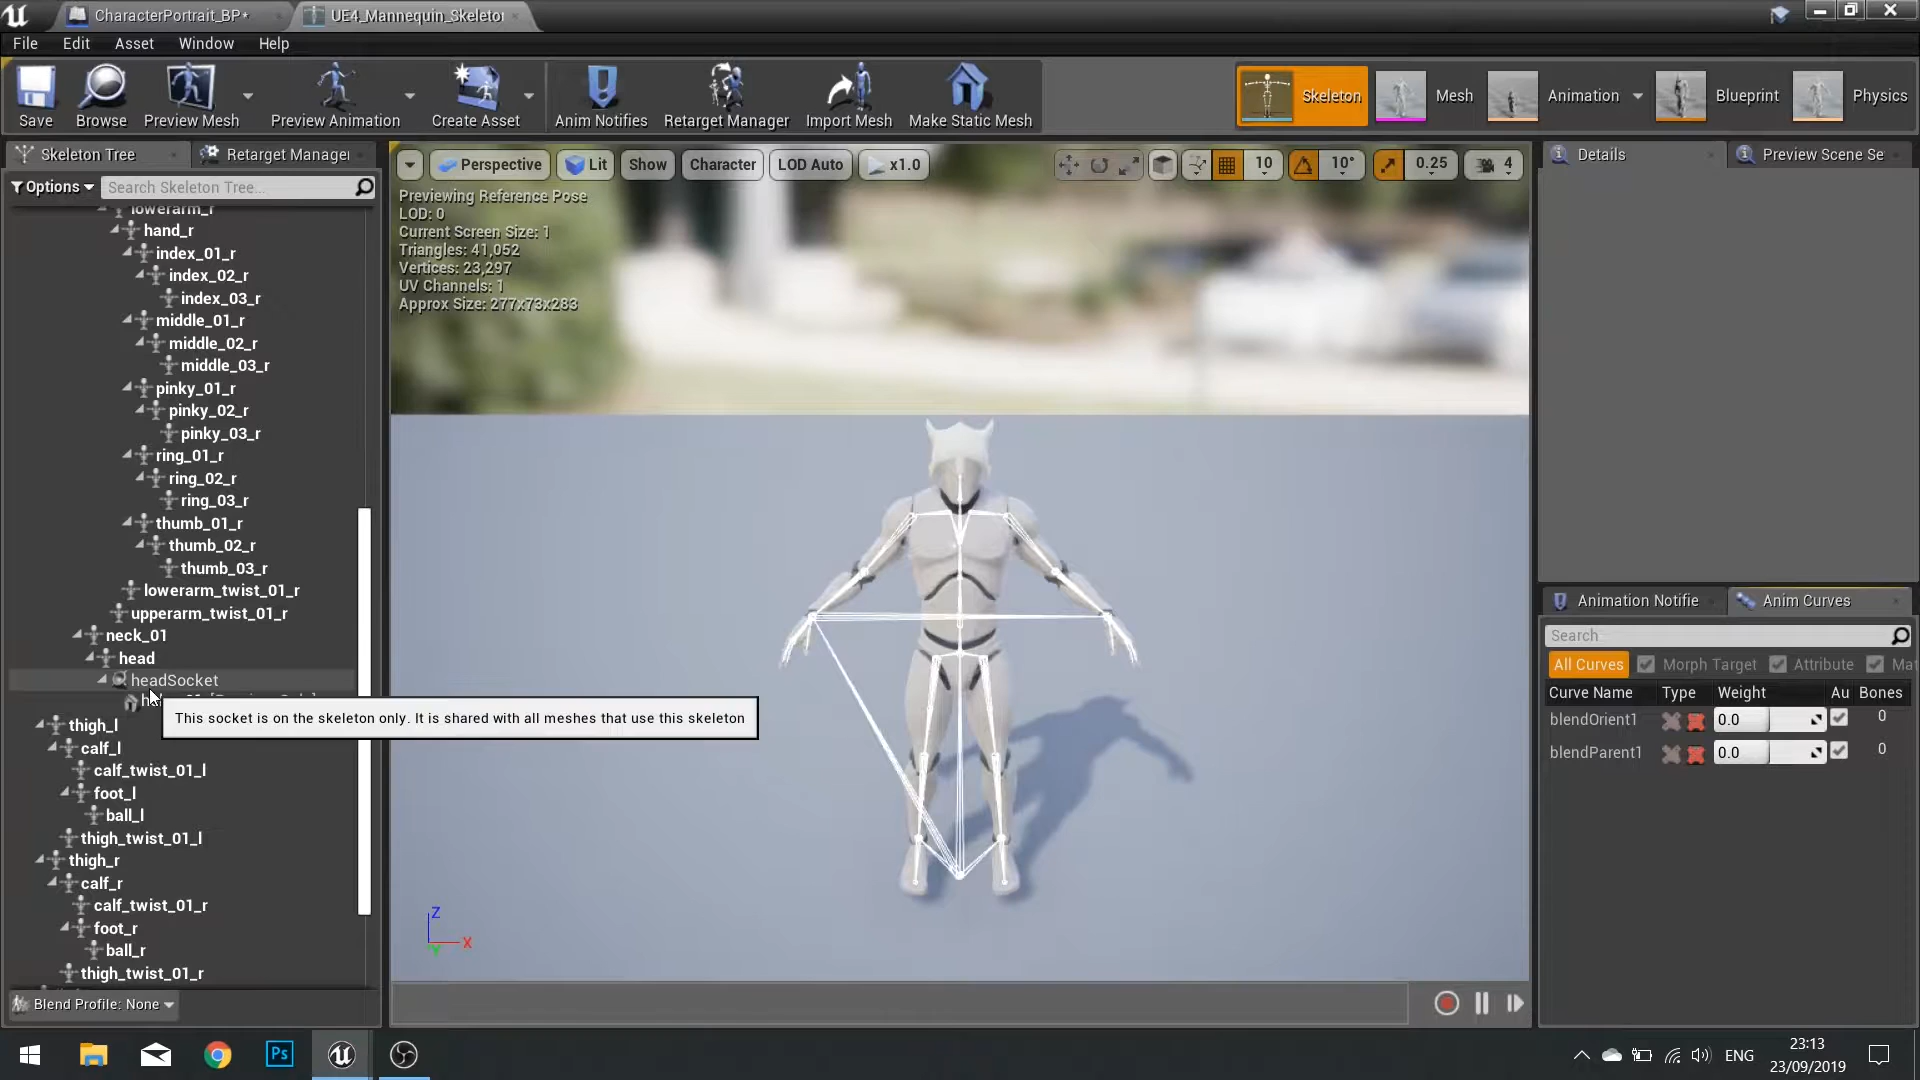 CharacterPortrait_BP*
UE4_Mannequin_Skeleton
File Edit Asset Window Help
Save Browse Preview Mesh Preview Animation Create Asset Anim Notifies Retarget Manager Import Mesh Make Static Mesh
Skeleton Mesh Animation Blueprint Physics
Skeleton Tree Retarget Manager
Options Search Skeleton Tree...
Perspective Lit Show Character LOD Auto x1.0 10 10° 0.25 4
Details Preview Scene Se
Previewing Reference Pose
LOD: 0
Current Screen Size: 1
Triangles: 41,052
Vertices: 23,297
UV Channels: 1
Approx Size: 277x73x283
lowerarm_r
hand_r
index_01_r
index_02_r
index_03_r
middle_01_r
middle_02_r
middle_03_r
pinky_01_r
pinky_02_r
pinky_03_r
ring_01_r
ring_02_r
ring_03_r
thumb_01_r
thumb_02_r
thumb_03_r
lowerarm_twist_01_r
upperarm_twist_01_r
neck_01
head
headSocket
This socket is on the skeleton only. It is shared with all meshes that use this skeleton
thigh_l
calf_l
calf_twist_01_l
foot_l
ball_l
thigh_twist_01_l
thigh_r
calf_r
calf_twist_01_r
foot_r
ball_r
thigh_twist_01_r
Blend Profile: None
Z
X
Y
Animation Notifie Anim Curves
Search
All Curves Morph Target Attribute Mat
Curve Name Type Weight Au Bones
blendOrient1 0.0 0
blendParent1 0.0 0
Ps
ENG
23:13
23/09/2019